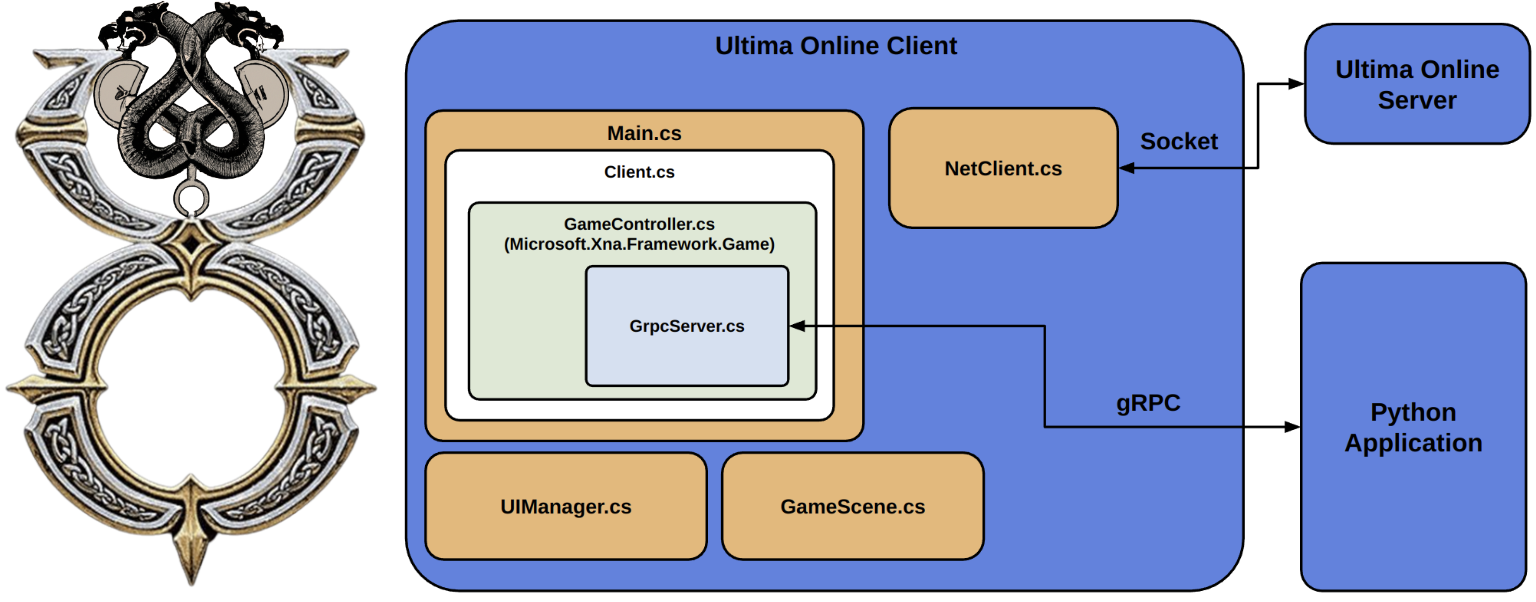 Ultima Online Client
Main.cs
Client.cs
GameController.cs
(Microsoft.Xna.Framework.Game)
GrpcServer.cs
NetClient.cs
Socket
Ultima Online
Server
gRPC
Python
Application
UIManager.cs
GameScene.cs